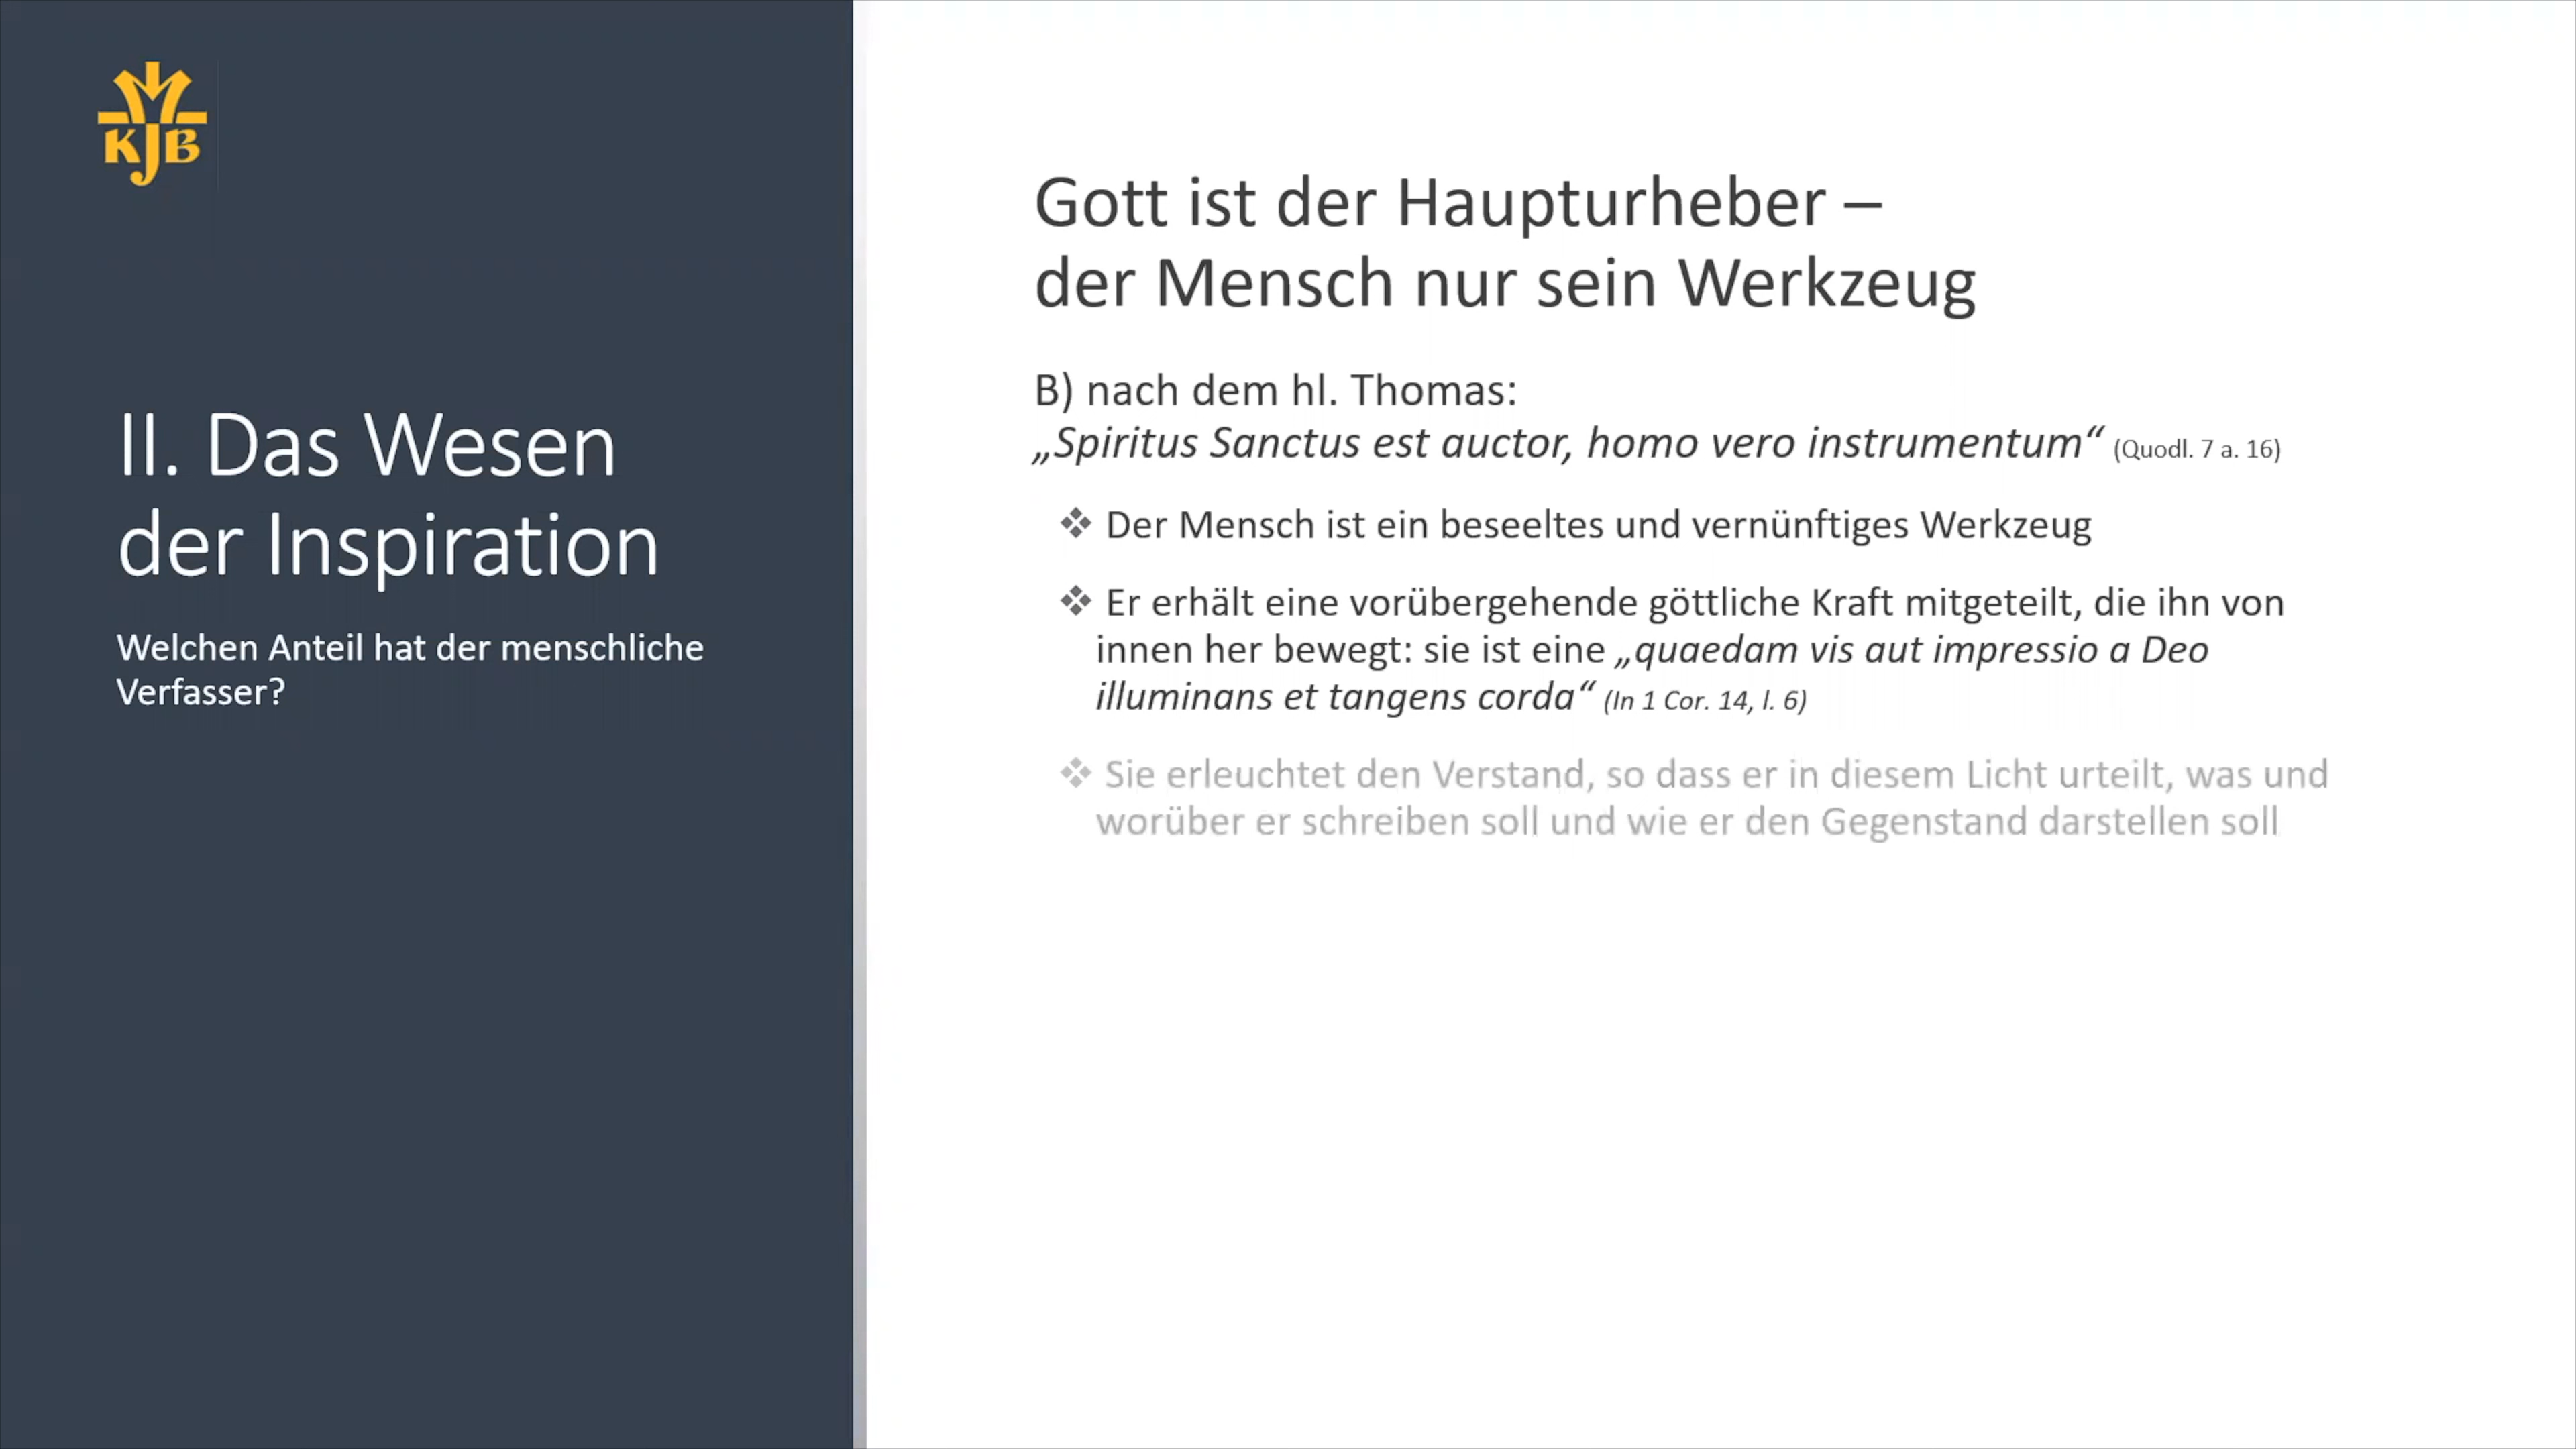 KJB
II. Das Wesen
der Inspiration
Welchen Anteil hat der menschliche
Verfasser?
Gott ist der Haupturheber –
der Mensch nur sein Werkzeug
B) nach dem hl. Thomas:
„Spiritus Sanctus est auctor, homo vero instrumentum“ (Quodl. 7 a. 16)
❖ Der Mensch ist ein beseeltes und vernünftiges Werkzeug
❖ Er erhält eine vorübergehende göttliche Kraft mitgeteilt, die ihn von
innen her bewegt: sie ist eine „quaedam vis aut impressio a Deo
illuminans et tangens corda“ (In 1 Cor. 14, l. 6)
❖ Sie erleuchtet den Verstand, so dass er in diesem Licht urteilt, was und
worüber er schreiben soll und wie er den Gegenstand darstellen soll